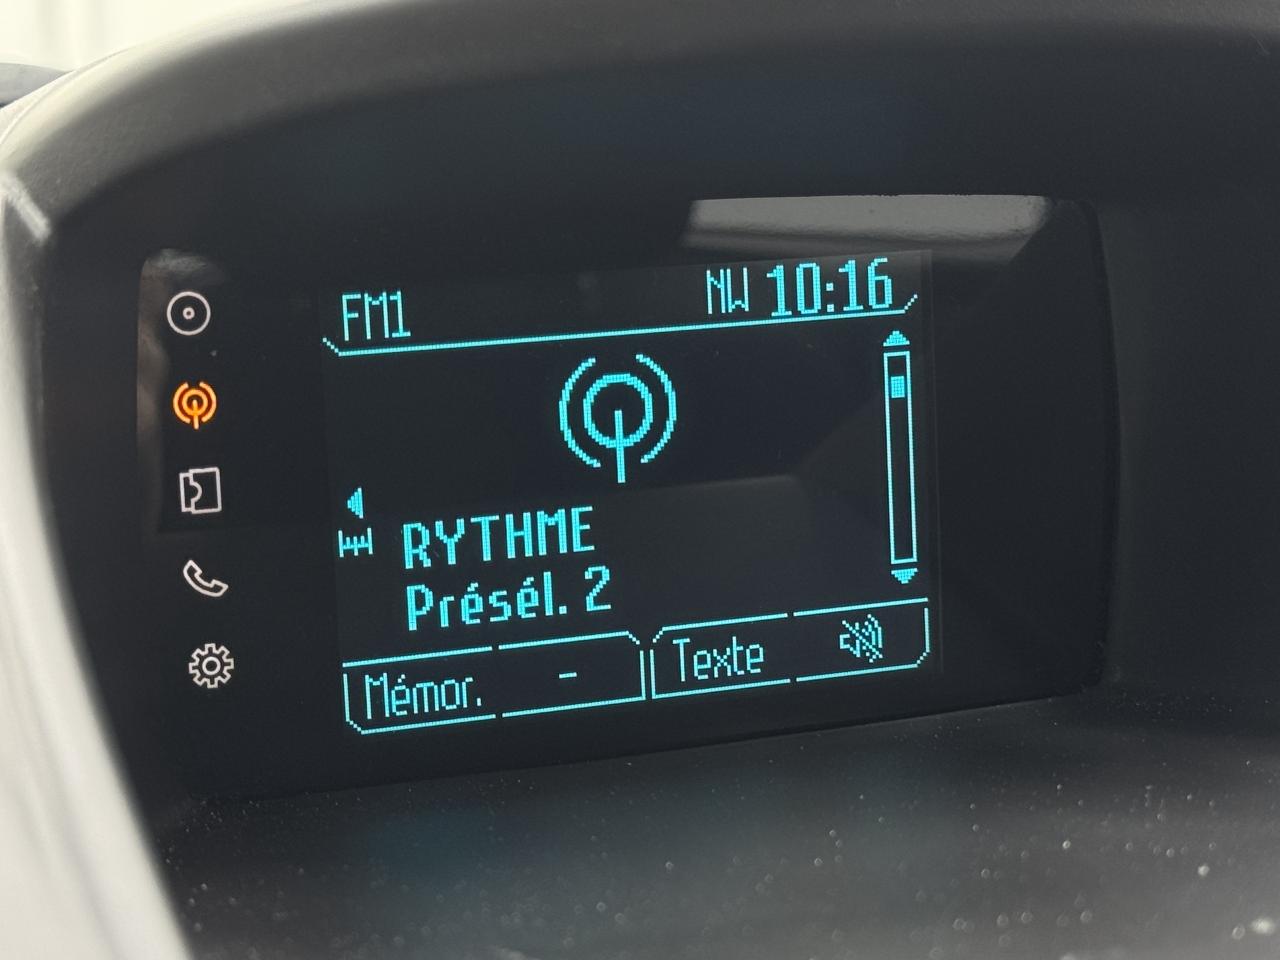 FM1 NW 10:16
RYTHME
Présél. 2
Mémor. - Texte